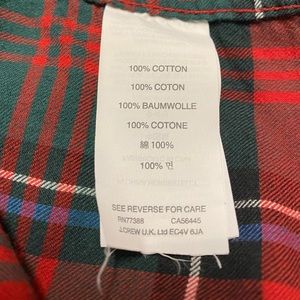 100% COTTON
100% COTON
100% BAUMWOLLE
100% COTONE
綿 100%
100% 면
SEE REVERSE FOR CARE
RN77388 CA56445
J.CREW U.K. Ltd EC4V 6JA